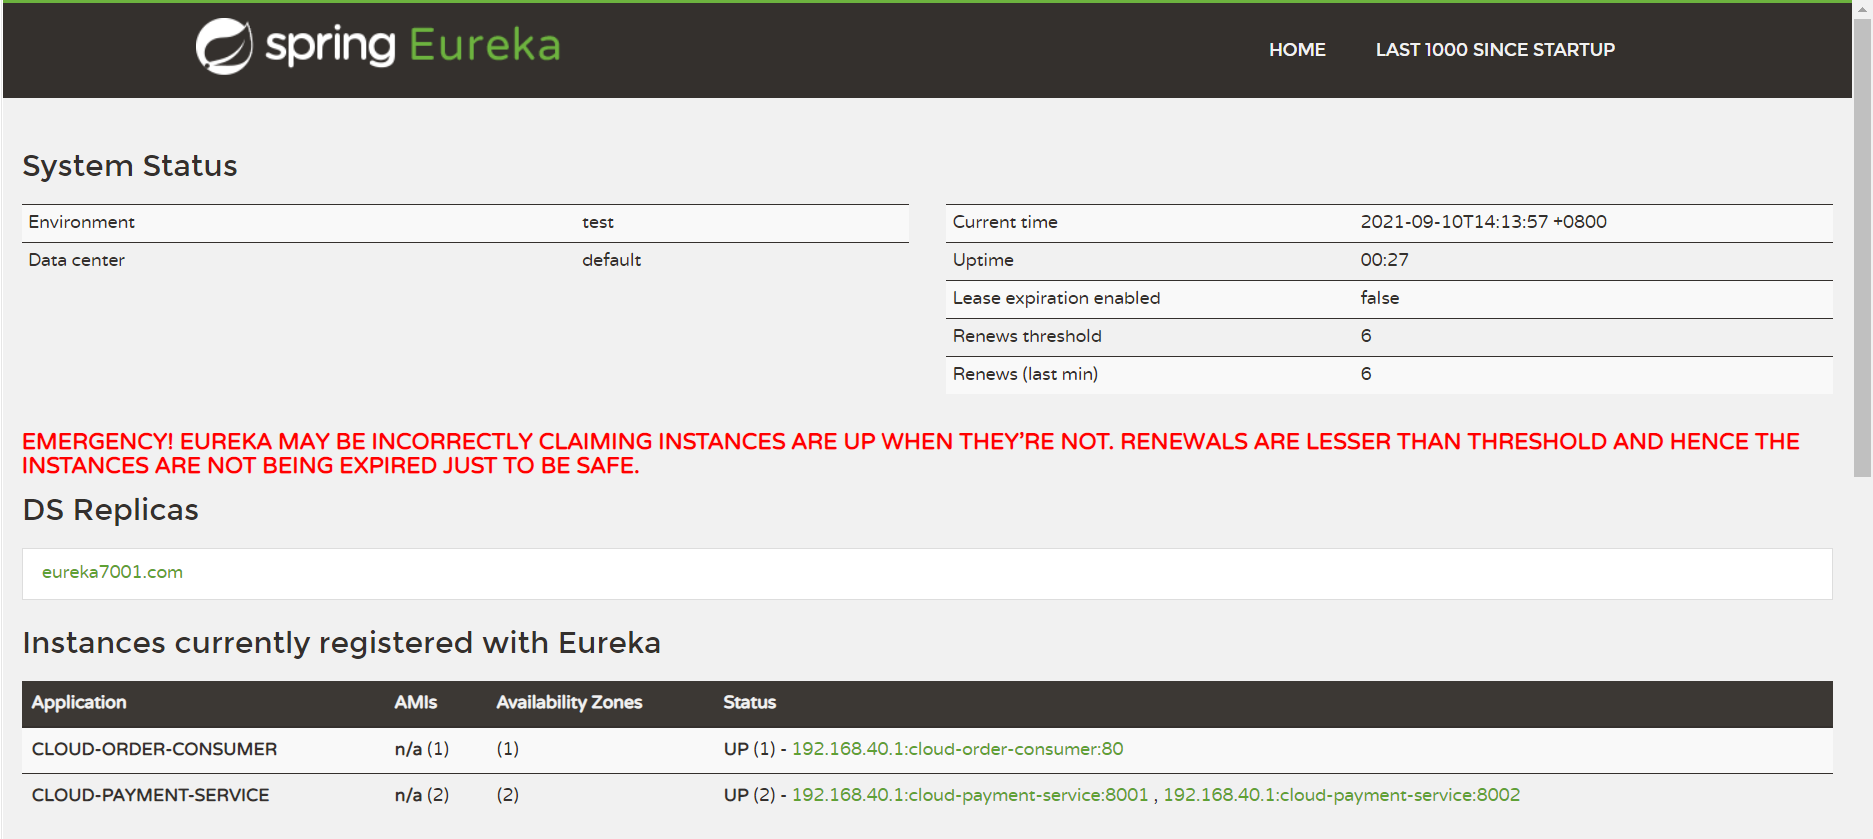 spring Eureka
HOME LAST 1000 SINCE STARTUP
System Status
Environment test
Data center default
Current time 2021-09-10T14:13:57 +0800
Uptime 00:27
Lease expiration enabled false
Renews threshold 6
Renews (last min) 6
EMERGENCY! EUREKA MAY BE INCORRECTLY CLAIMING INSTANCES ARE UP WHEN THEY'RE NOT. RENEWALS ARE LESSER THAN THRESHOLD AND HENCE THE
INSTANCES ARE NOT BEING EXPIRED JUST TO BE SAFE.
DS Replicas
eureka7001.com
Instances currently registered with Eureka
Application AMIs Availability Zones Status
CLOUD-ORDER-CONSUMER n/a (1) (1) UP (1) - 192.168.40.1:cloud-order-consumer:80
CLOUD-PAYMENT-SERVICE n/a (2) (2) UP (2) - 192.168.40.1:cloud-payment-service:8001 , 192.168.40.1:cloud-payment-service:8002